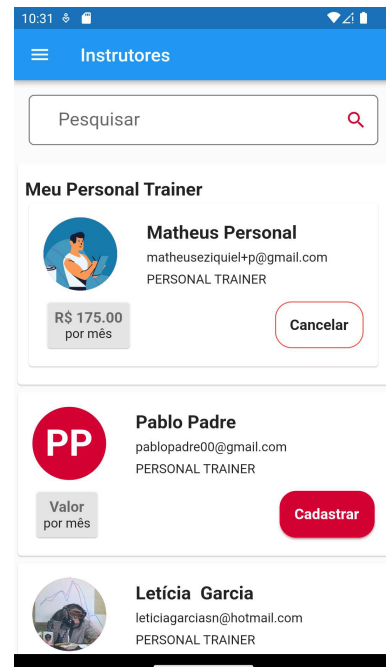 10:31
Instrutores
Pesquisar
Meu Personal Trainer
Matheus Personal
matheuseziquiel+p@gmail.com
PERSONAL TRAINER
R$ 175.00
por mês
Cancelar
PP
Pablo Padre
pablopadre00@gmail.com
PERSONAL TRAINER
Valor
por mês
Cadastrar
Letícia  Garcia
leticiagarciasn@hotmail.com
PERSONAL TRAINER